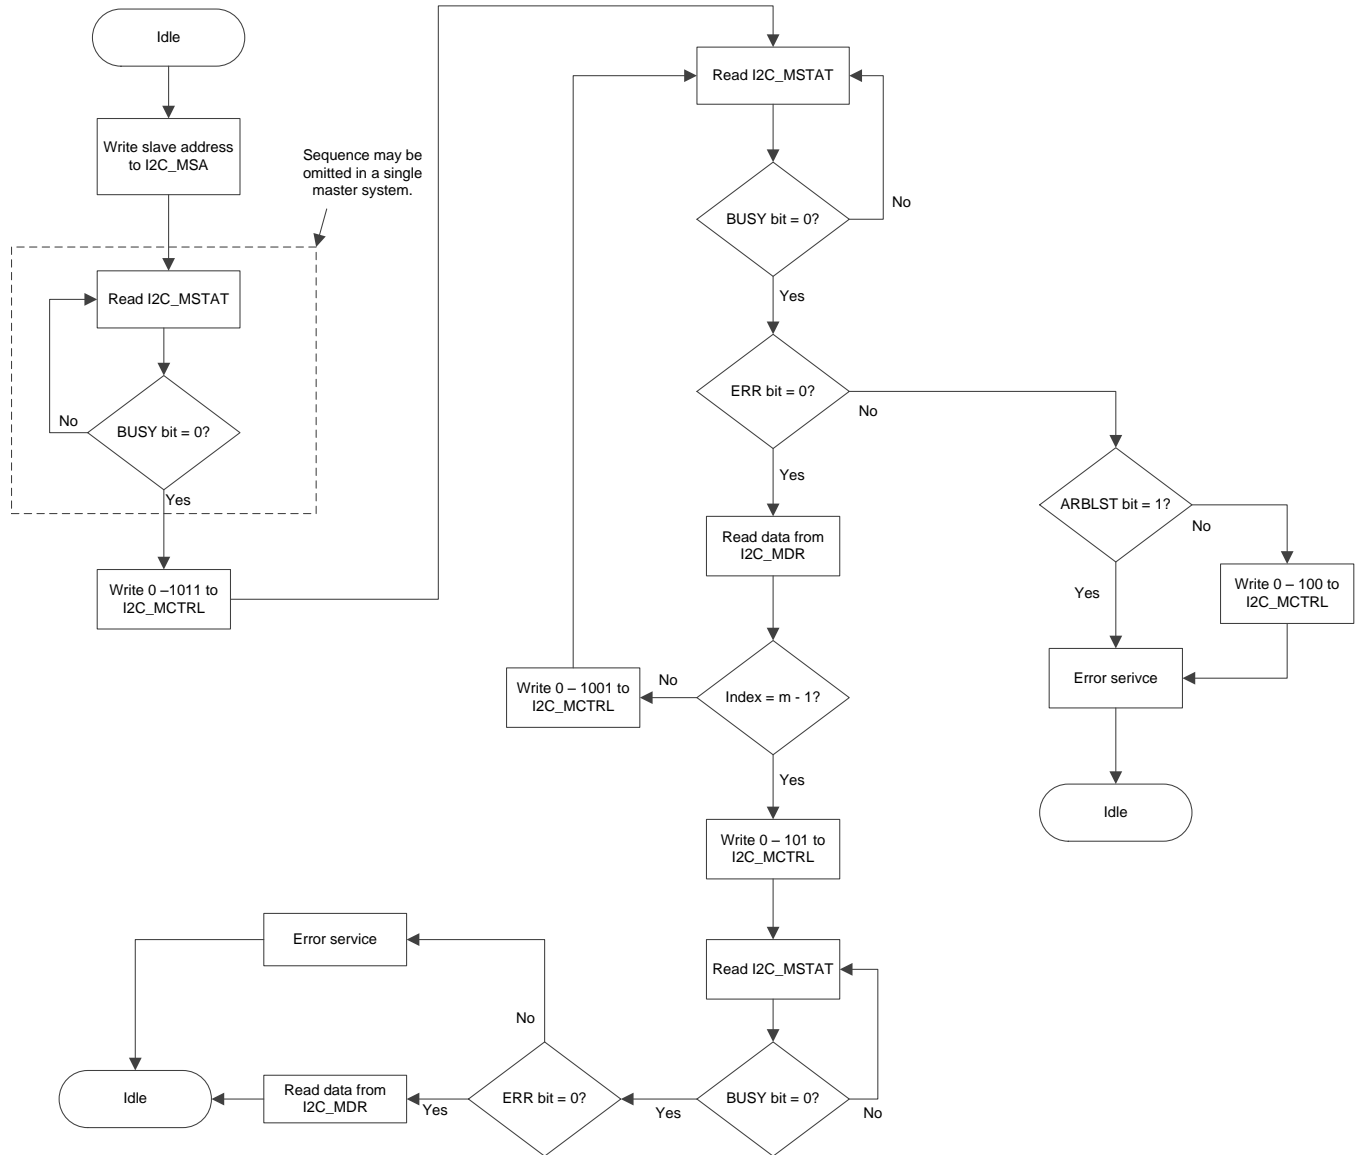 Idle
Write slave address
to I2C_MSA
Sequence may be
omitted in a single
master system.
Read I2C_MSTAT
BUSY bit = 0?
No
Yes
Write 0 –1011 to
I2C_MCTRL
Read I2C_MSTAT
BUSY bit = 0?
No
Yes
ERR bit = 0?
No
Yes
ARBLST bit = 1?
No
Yes
Write 0 – 100 to
I2C_MCTRL
Error serivce
Idle
Read data from
I2C_MDR
Index = m - 1?
No
Write 0 – 1001 to
I2C_MCTRL
Yes
Write 0 – 101 to
I2C_MCTRL
Read I2C_MSTAT
BUSY bit = 0?
No
Yes
ERR bit = 0?
No
Error service
Yes
Read data from
I2C_MDR
Idle